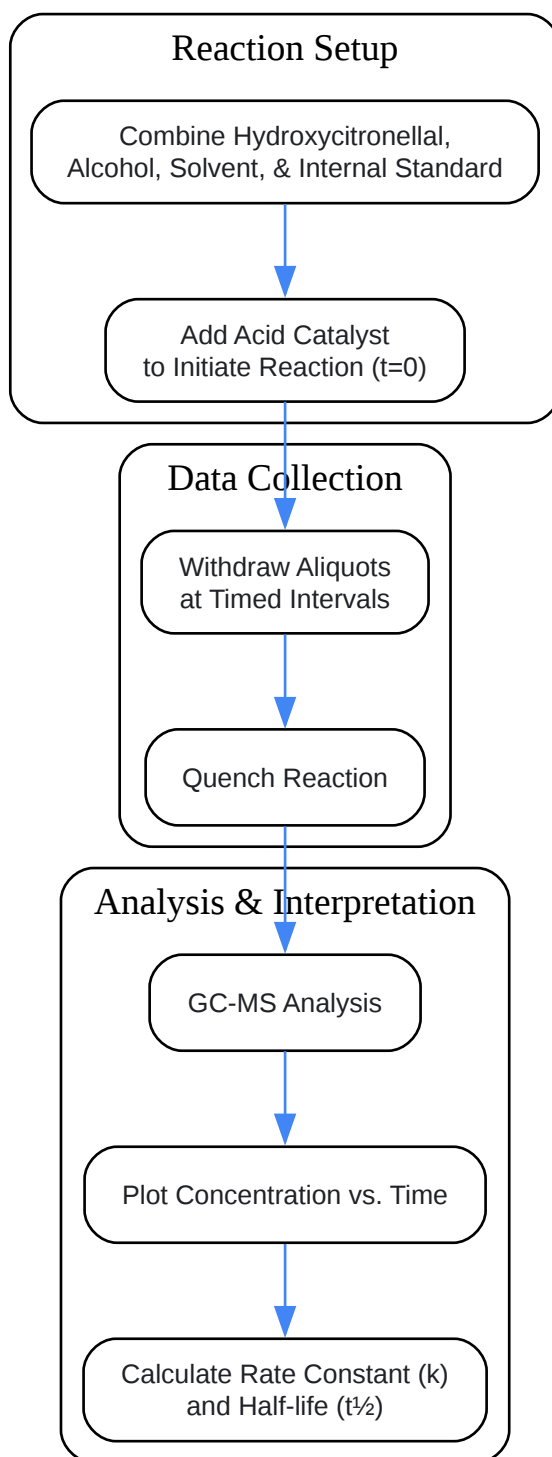 Reaction Setup
Combine Hydroxycitronellal,
Alcohol, Solvent, & Internal Standard
Add Acid Catalyst
to Initiate Reaction (t=0)
Data Collection
Withdraw Aliquots
at Timed Intervals
Quench Reaction
Analysis & Interpretation
GC-MS Analysis
Plot Concentration vs. Time
Calculate Rate Constant (k)
and Half-life (t½)